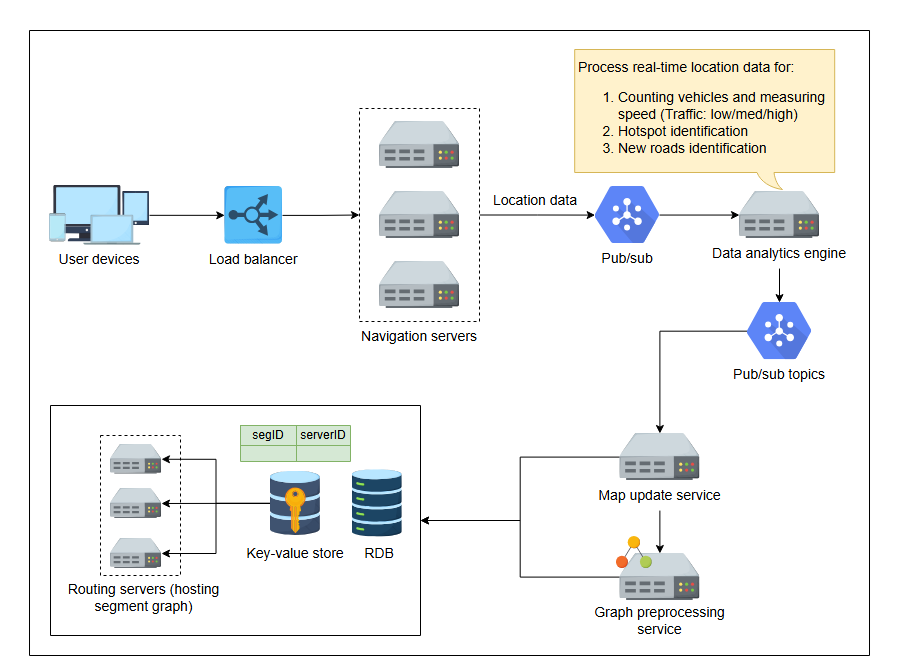 Process real-time location data for:
1. Counting vehicles and measuring
speed (Traffic: low/med/high)
2. Hotspot identification
3. New roads identification
Location data
User devices
Load balancer
Navigation servers
Pub/sub
Data analytics engine
Pub/sub topics
segID serverID
Map update service
Key-value store
RDB
Routing servers (hosting
segment graph)
Graph preprocessing
service